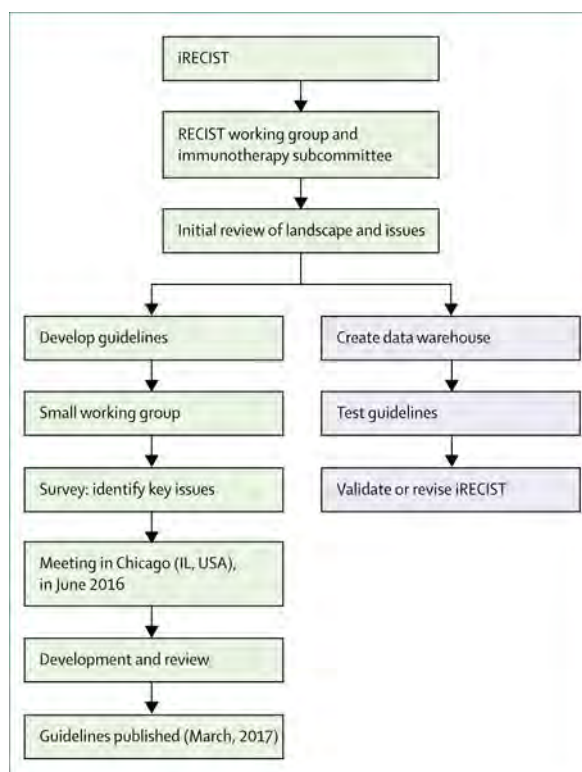 iRECIST
RECIST working group and
immunotherapy subcommittee
Initial review of landscape and issues
Develop guidelines
Create data warehouse
Small working group
Test guidelines
Survey: identify key issues
Validate or revise iRECIST
Meeting in Chicago (IL, USA),
in June 2016
Development and review
Guidelines published (March, 2017)